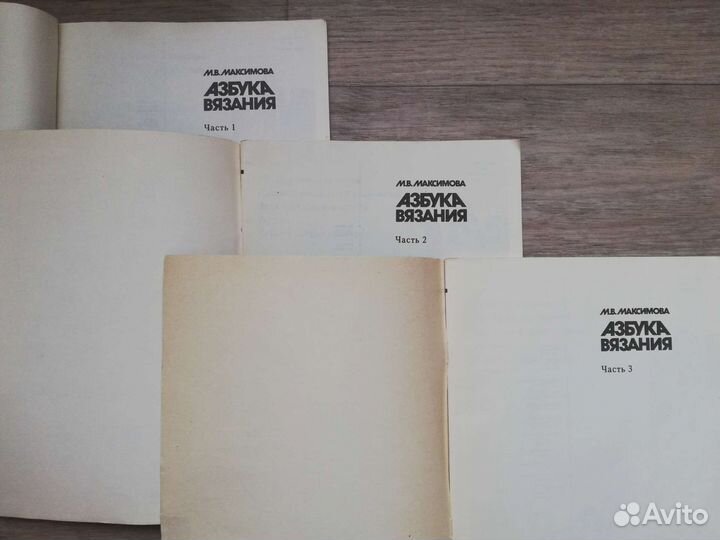 М.В. МАКСИМОВА
АЗБУКА
ВЯЗАНИЯ
Часть 1
М.В. МАКСИМОВА
АЗБУКА
ВЯЗАНИЯ
Часть 2
М.В. МАКСИМОВА
АЗБУКА
ВЯЗАНИЯ
Часть 3
Avito